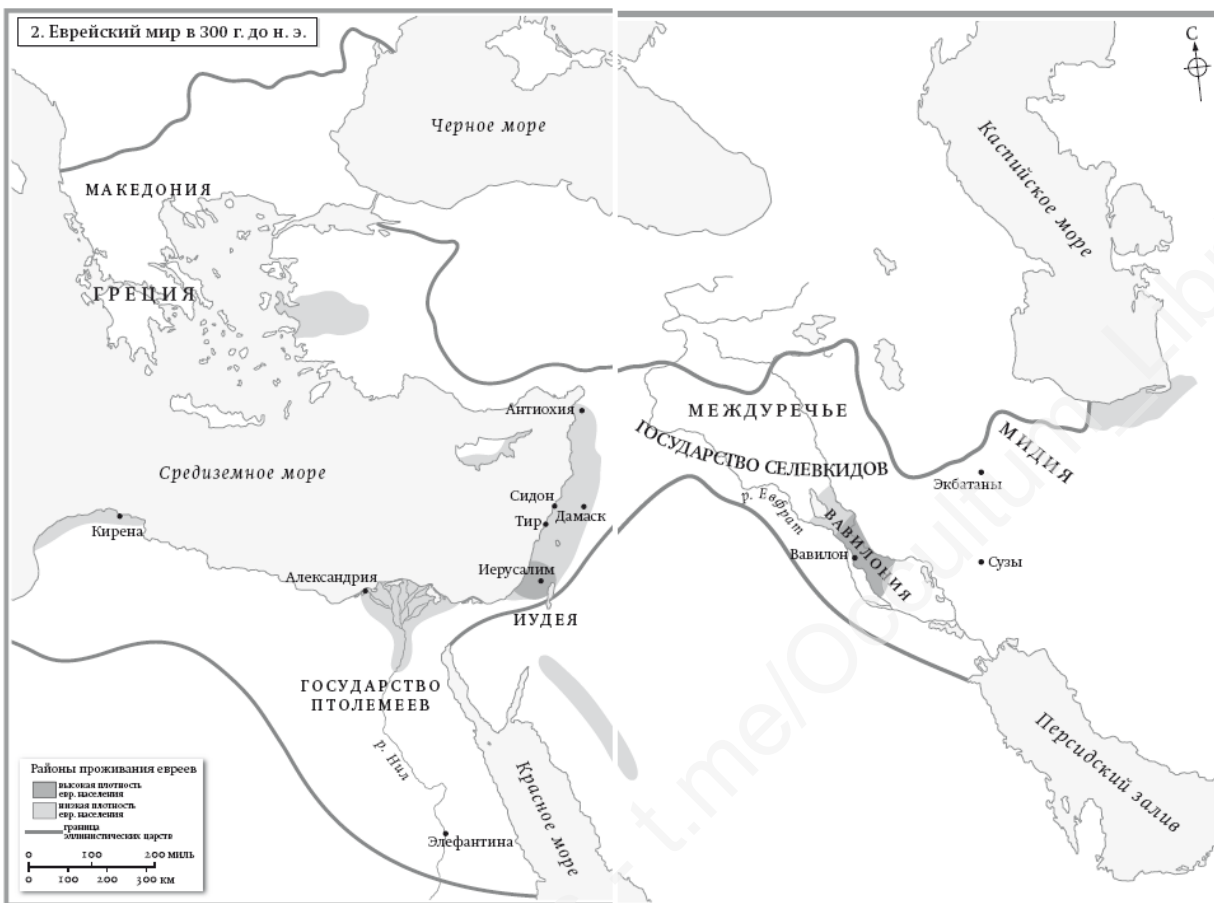 2. Еврейский мир в 300 г. до н. э.
С
Черное море
Каспийское море
МАКЕДОНИЯ
ГРЕЦИЯ
Антиохия
МЕЖДУРЕЧЬЕ
ГОСУДАРСТВО СЕЛЕВКИДОВ
МИДИЯ
Средиземное море
Экбатаны
р. Евфрат
Сидон
Тир
Дамаск
Кирена
ВАВИЛОНИЯ
Вавилон
Сузы
Иерусалим
Александрия
ИУДЕЯ
ГОСУДАРСТВО
ПТОЛЕМЕЕВ
р. Нил
Красное море
Персидский залив
Элефантина
Районы проживания евреев
высокая плотность
евр. населения
низкая плотность
евр. населения
граница
эллинистических царств
0 100 200 миль
0 100 200 300 км
t.me/Occultum_Libr